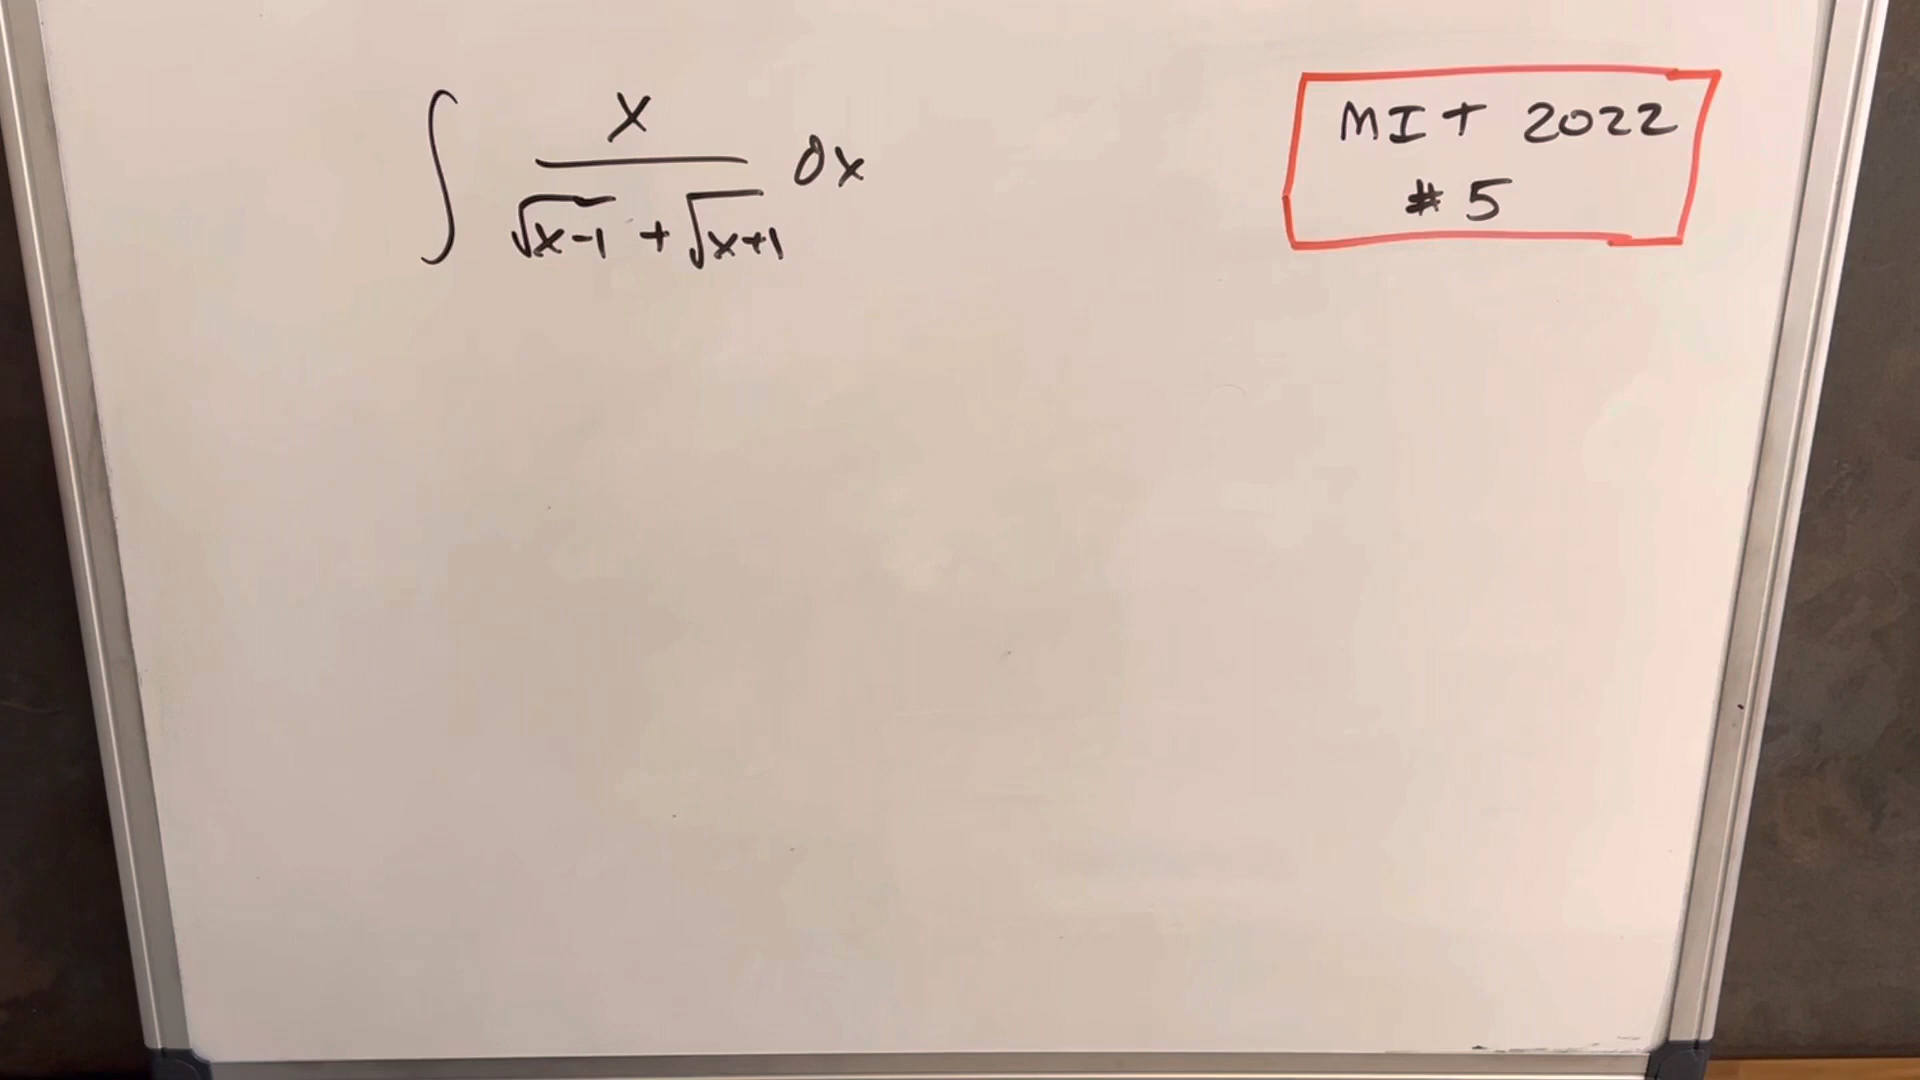 ∫ x / (√x-1 + √x+1) dx
MIT 2022
# 5